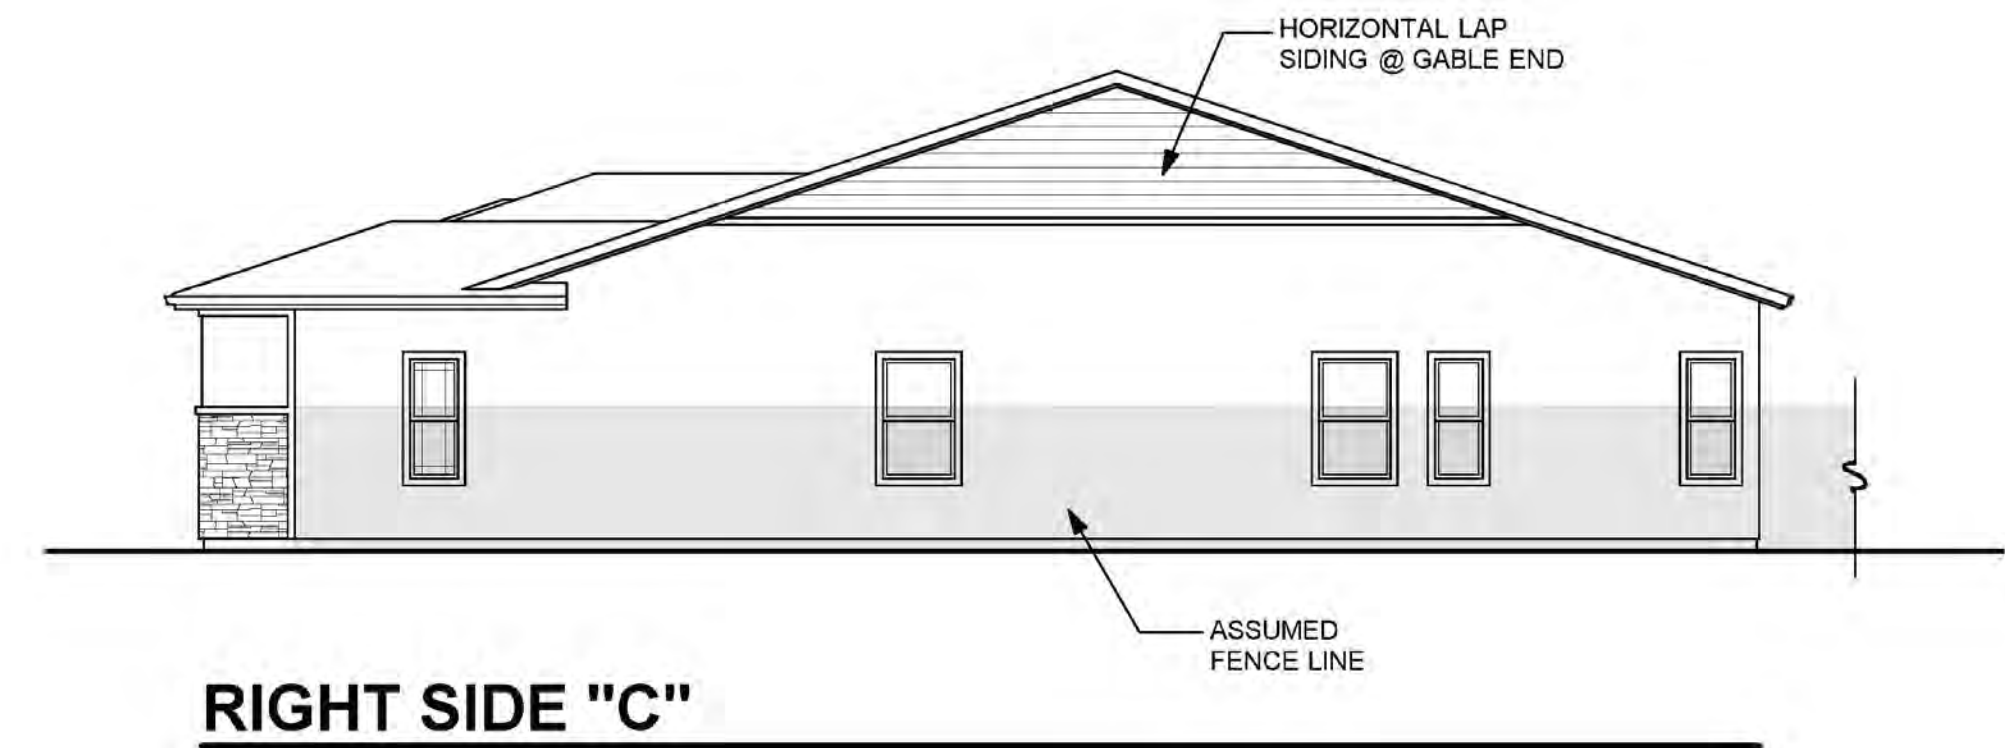 HORIZONTAL LAP
SIDING @ GABLE END
ASSUMED
FENCE LINE
RIGHT SIDE "C"